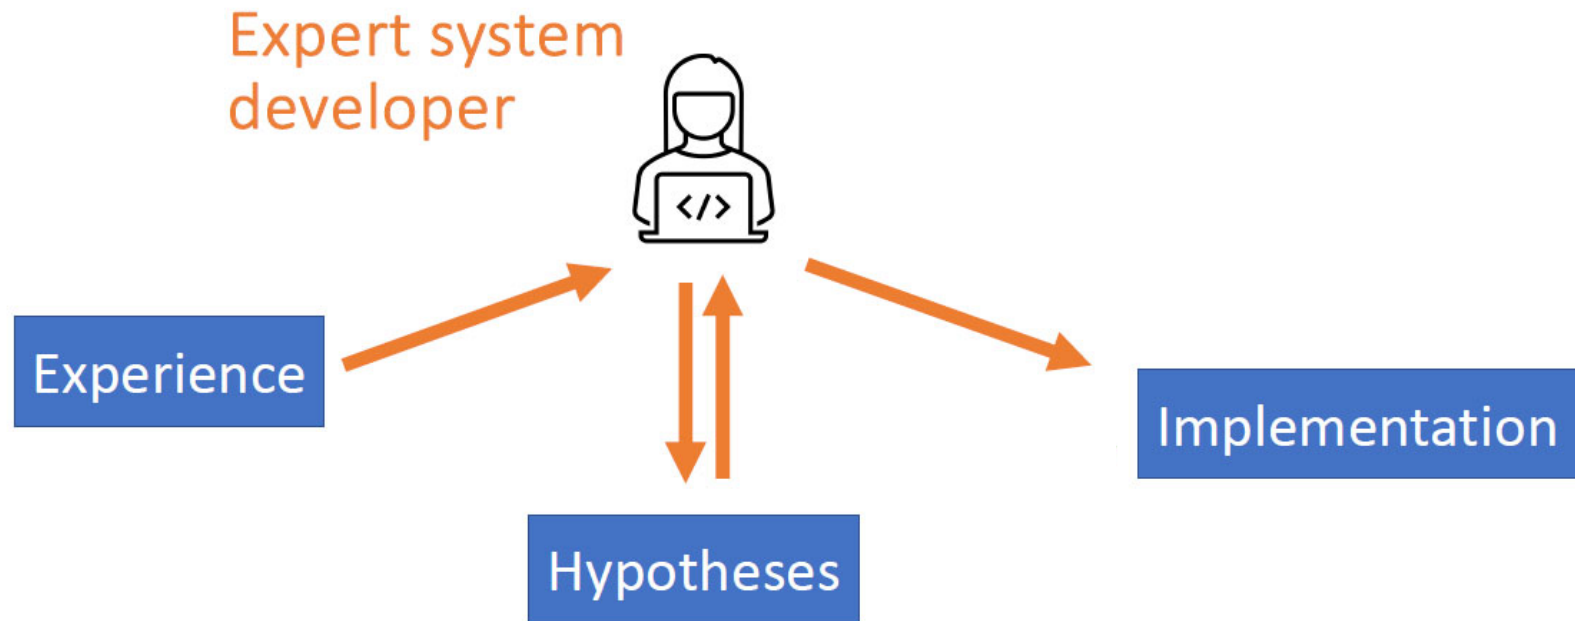 Expert system
developer
</>
Experience
Implementation
Hypotheses